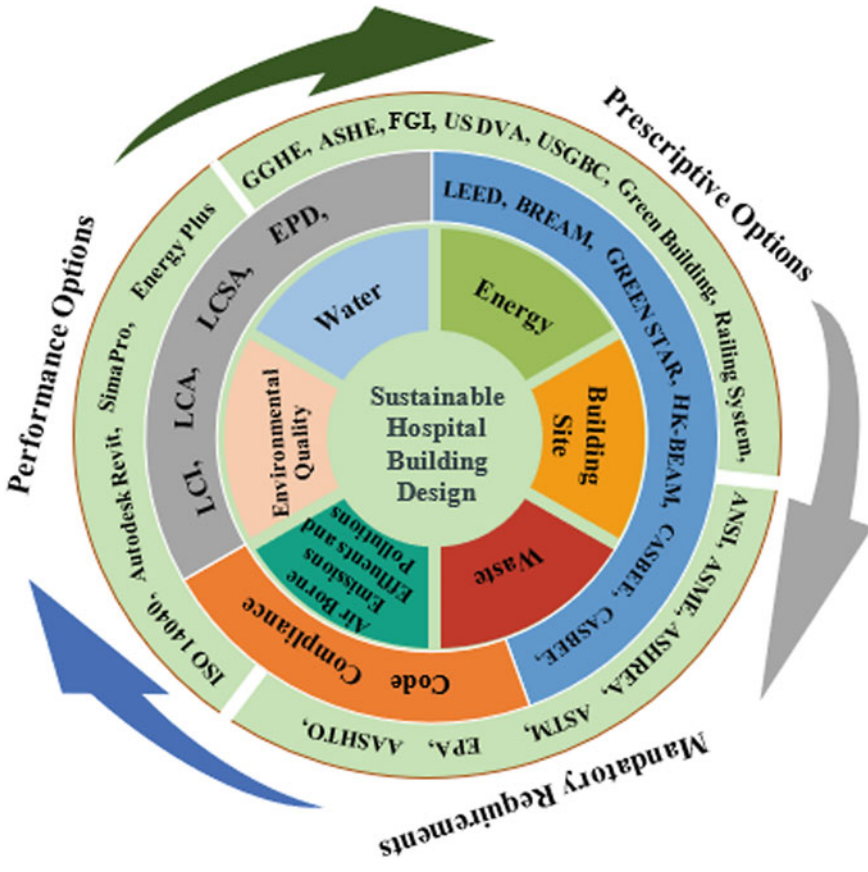 Prescriptive Options
GGHE, ASHE, FGI, US DVA, USGBC, Green Building, Railing System,
Mandatory Requirements
ANSI, ASME, ASHREA, ASTM, EPA, AASHTO,
Performance Options
ISO 14040, Autodesk Revit, SimaPro, Energy Plus
LEED, BREAM, GREEN STAR, HK-BEAM, CASBEE, CASBEE,
Code Compliance
LCI, LCA, LCSA, EPD,
Water
Energy
Building
Site
Waste
Air Borne
Emissions
Effluents and
Pollutions
Environmental
Quality
Sustainable
Hospital
Building
Design